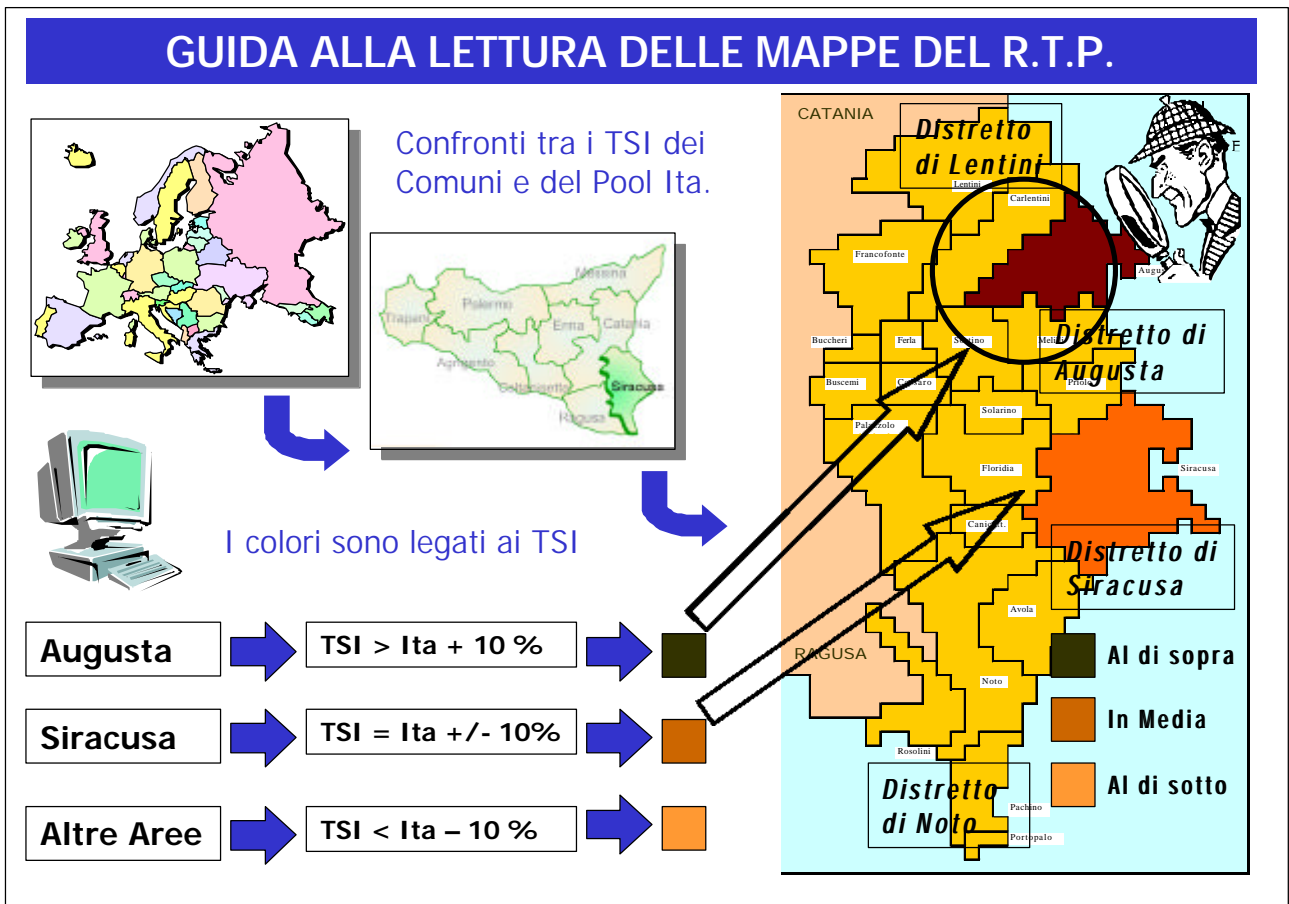 GUIDA ALLA LETTURA DELLE MAPPE DEL R.T.P.
Confronti tra i TSI dei
Comuni e del Pool Ita.
Messina
Palermo
Trapani
Enna
Catania
Agrigento
Caltanissetta
Siracusa
Ragusa
I colori sono legati ai TSI
Augusta
TSI > Ita + 10 %
Siracusa
TSI = Ita +/- 10%
Altre Aree
TSI < Ita – 10 %
CATANIA
Distretto
di Lentini
Lentini
Carlentini
Francofonte
Distretto di
Augusta
Buccheri
Ferla
Buscemi
Priolo
Solarino
Floridia
Siracusa
Distretto di
Siracusa
Avola
RAGUSA
Noto
Rosolini
Distretto
di Noto
Pachino
Portopalo
Al di sopra
In Media
Al di sotto